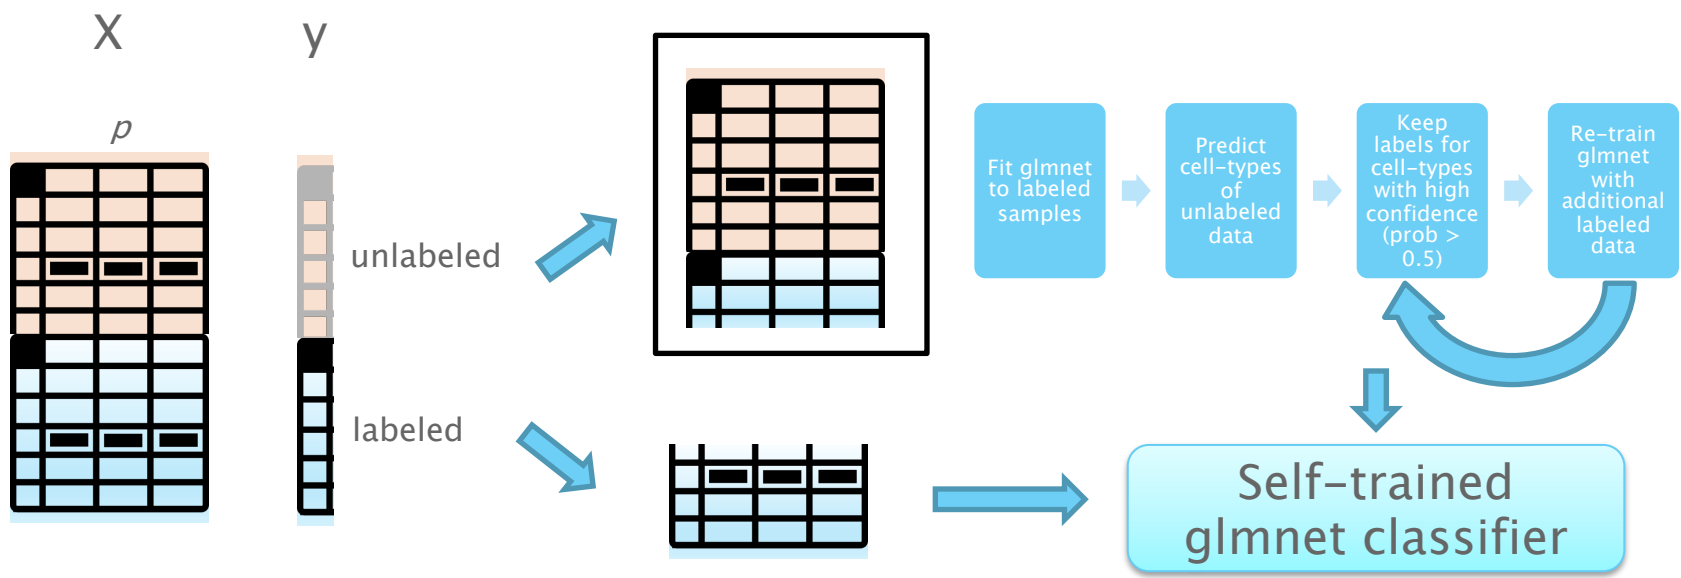 X
y
p
unlabeled
labeled
Fit glmnet
to labeled
samples
Predict
cell-types
of
unlabeled
data
Keep
labels for
cell-types
with high
confidence
(prob >
0.5)
Re-train
glmnet
with
additional
labeled
data
Self-trained
glmnet classifier